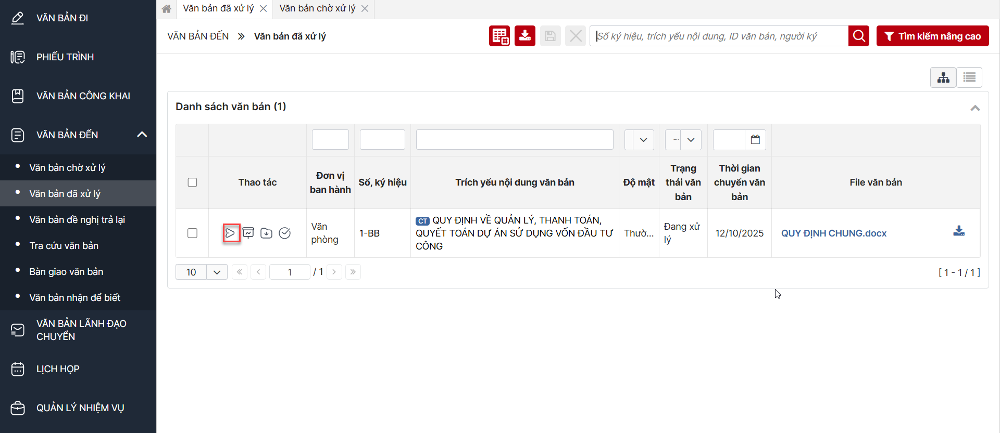 VĂN BẢN ĐI
PHIẾU TRÌNH
VĂN BẢN CÔNG KHAI
VĂN BẢN ĐẾN
Văn bản chờ xử lý
Văn bản đã xử lý
Văn bản đề nghị trả lại
Tra cứu văn bản
Bàn giao văn bản
Văn bản nhận để biết
VĂN BẢN LÃNH ĐẠO
CHUYỂN
LỊCH HỌP
QUẢN LÝ NHIỆM VỤ
Văn bản đã xử lý
Văn bản chờ xử lý
VĂN BẢN ĐẾN » Văn bản đã xử lý
Số ký hiệu, trích yếu nội dung, ID văn bản, người ký
Tìm kiếm nâng cao
Danh sách văn bản (1)
Thao tác
Đơn vị
ban hành
Số, ký hiệu
Trích yếu nội dung văn bản
Độ mật
Trạng
thái văn
bản
Thời gian
chuyển văn
bản
File văn bản
Văn
phòng
1-BB
CT QUY ĐỊNH VỀ QUẢN LÝ, THANH TOÁN,
QUYẾT TOÁN DỰ ÁN SỬ DỤNG VỐN ĐẦU TƯ
CÔNG
Thườ...
Đang xử
lý
12/10/2025
QUY ĐỊNH CHUNG.docx
10
1
/ 1
[ 1 - 1 / 1 ]